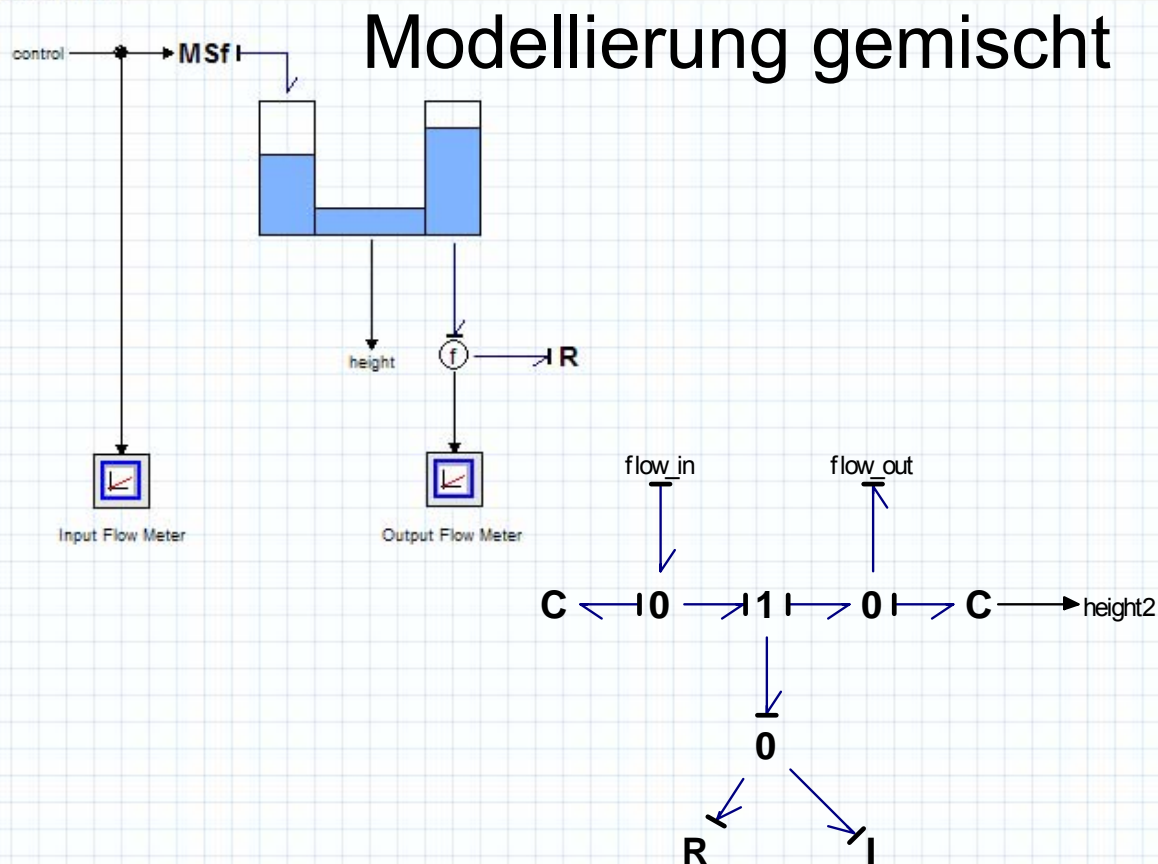 Modellierung gemischt
control
MSf
height
f
R
Input Flow Meter
Output Flow Meter
flow_in
flow_out
C 0 1 0 C height2
0
R I